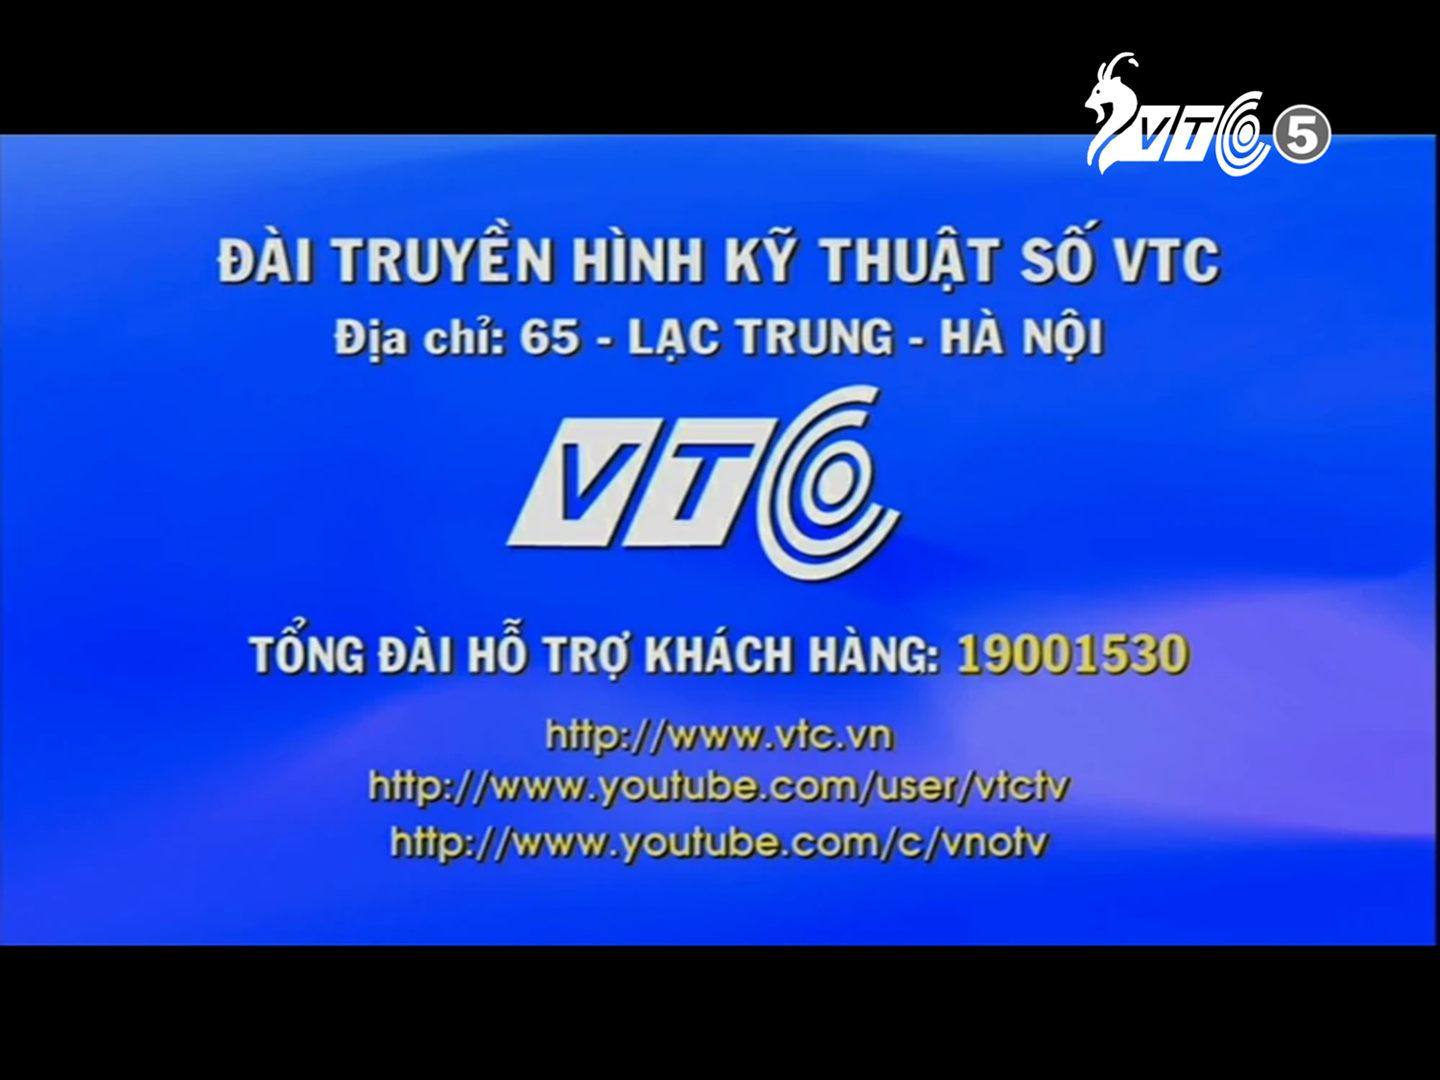 VTC 5
ĐÀI TRUYỀN HÌNH KỸ THUẬT SỐ VTC
Địa chỉ: 65 - LẠC TRUNG - HÀ NỘI
VTC
TỔNG ĐÀI HỖ TRỢ KHÁCH HÀNG: 19001530
http://www.vtc.vn
http://www.youtube.com/user/vtctv
http://www.youtube.com/c/vnotv